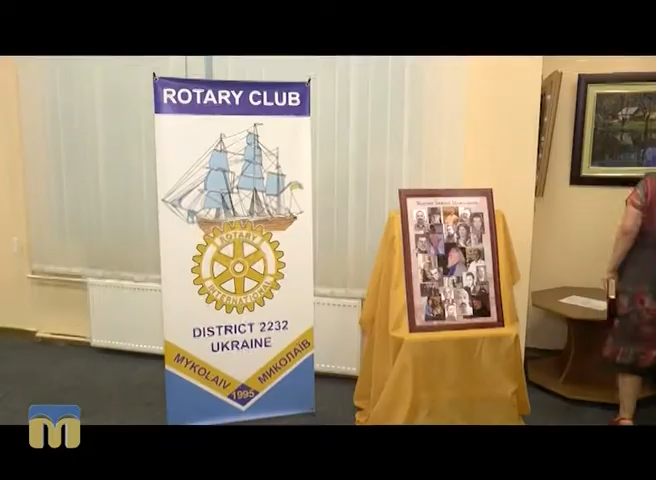 ROTARY CLUB
ROTARY
INTERNATIONAL
DISTRICT 2232
UKRAINE
MYKOLAIV
МИКОЛАЇВ
1995
M